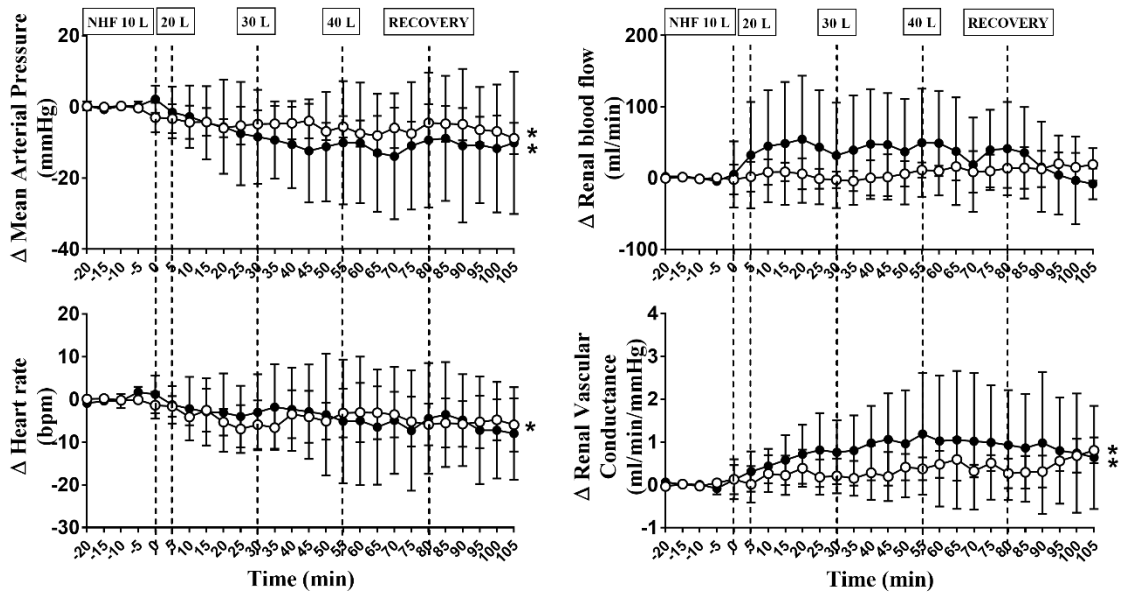 NHF 10 L 20 L 30 L 40 L RECOVERY
Δ Mean Arterial Pressure
(mmHg)
20
0
-20
-40
-20 -15 -10 -5 0 5 10 15 20 25 30 35 40 45 50 55 60 65 70 75 80 85 90 95 100 105
*
*
NHF 10 L 20 L 30 L 40 L RECOVERY
Δ Renal blood flow
(ml/min)
200
100
0
-100
-20 -15 -10 -5 0 5 10 15 20 25 30 35 40 45 50 55 60 65 70 75 80 85 90 95 100 105
Δ Heart rate
(bpm)
20
10
0
-10
-20
-30
-20 -15 -10 -5 0 5 10 15 20 25 30 35 40 45 50 55 60 65 70 75 80 85 90 95 100 105
*
Time (min)
Δ Renal Vascular
Conductance
(ml/min/mmHg)
4
3
2
1
0
-1
-20 -15 -10 -5 0 5 10 15 20 25 30 35 40 45 50 55 60 65 70 75 80 85 90 95 100 105
*
*
Time (min)